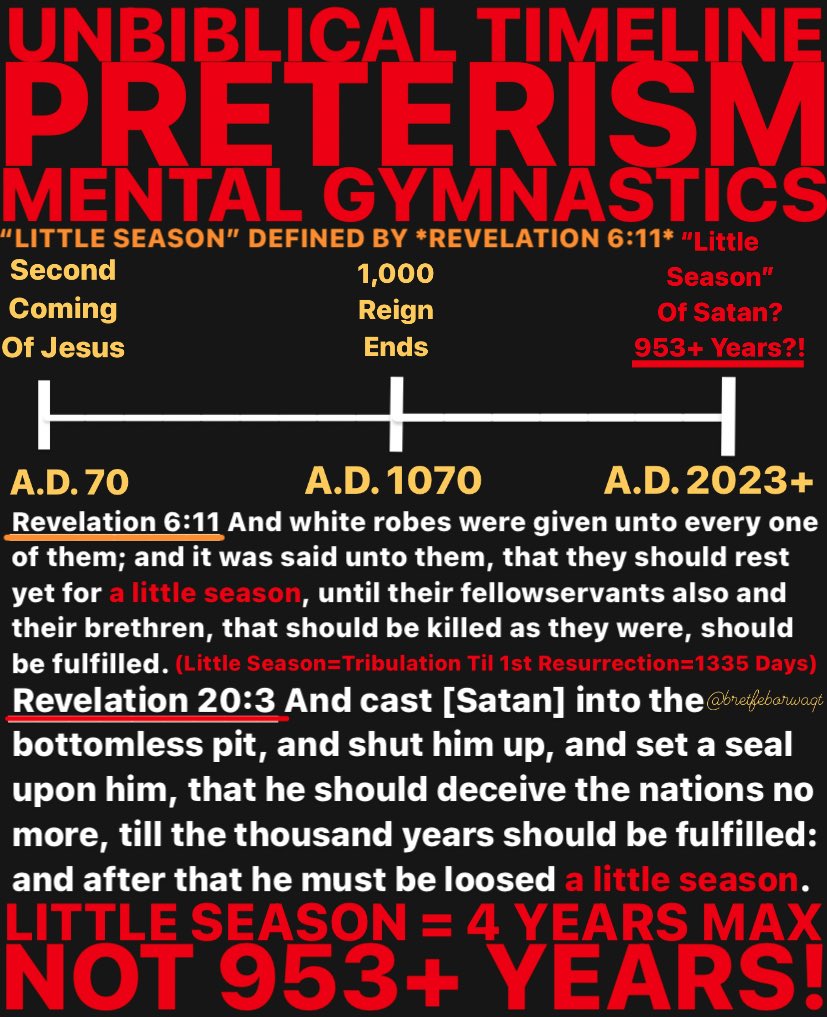 UNBIBLICAL TIMELINE
PRETERISM
MENTAL GYMNASTICS
“LITTLE SEASON” DEFINED BY *REVELATION 6:11*
Second
Coming
Of Jesus
1,000
Reign
Ends
“Little
Season”
Of Satan?
953+ Years?!
A.D. 70
A.D. 1070
A.D. 2023+
Revelation 6:11 And white robes were given unto every one
of them; and it was said unto them, that they should rest
yet for a little season, until their fellowservants also and
their brethren, that should be killed as they were, should
be fulfilled. (Little Season=Tribulation Til 1st Resurrection=1335 Days)
Revelation 20:3 And cast [Satan] into the
bottomless pit, and shut him up, and set a seal
upon him, that he should deceive the nations no
more, till the thousand years should be fulfilled:
and after that he must be loosed a little season.
LITTLE SEASON = 4 YEARS MAX
NOT 953+ YEARS!